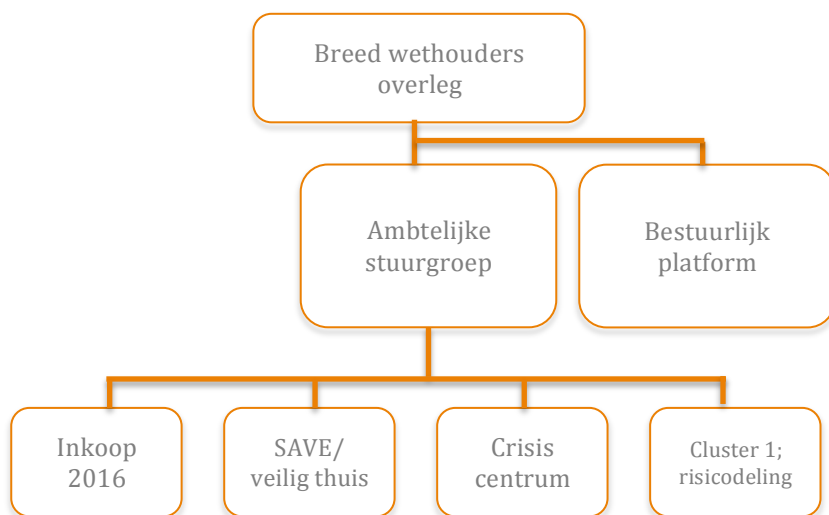 Breed wethouders
overleg
Ambtelijke
stuurgroep
Bestuurlijk
platform
Inkoop
2016
SAVE/
veilig thuis
Crisis
centrum
Cluster 1;
risicodeling